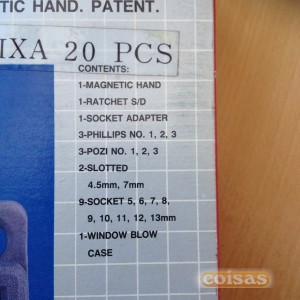 TIC HAND. PATENT.
IXA 20 PCS
CONTENTS:
1-MAGNETIC HAND
1-RATCHET S/D
1-SOCKET ADAPTER
3-PHILLIPS NO. 1, 2, 3
3-POZI NO. 1, 2, 3
2-SLOTTED
4.5mm, 7mm
9-SOCKET 5, 6, 7, 8,
9, 10, 11, 12, 13mm
1-WINDOW BLOW
CASE
coisas